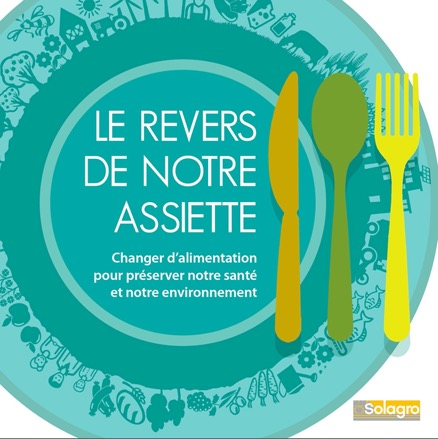 LE REVERS
DE NOTRE
ASSIETTE
Changer d’alimentation
pour préserver notre santé
et notre environnement
Solagro